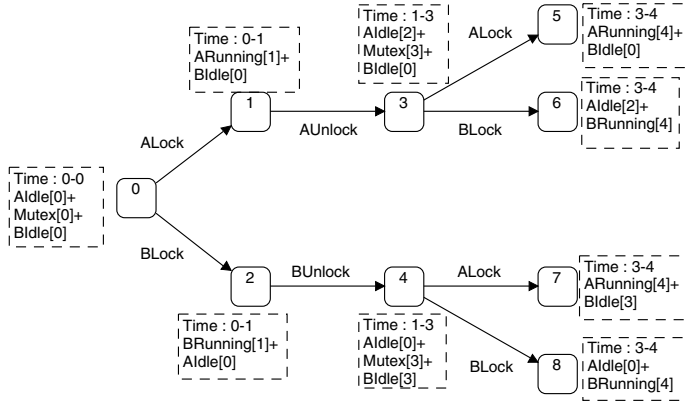 Time : 0-1
ARunning[1]+
BIdle[0]
Time : 1-3
AIdle[2]+
Mutex[3]+
BIdle[0]
ALock
5
Time : 3-4
ARunning[4]+
BIdle[0]
1
AUnlock
3
BLock
6
Time : 3-4
AIdle[2]+
BRunning[4]
ALock
Time : 0-0
AIdle[0]+
Mutex[0]+
BIdle[0]
0
BLock
2
BUnlock
4
ALock
7
Time : 3-4
ARunning[4]+
BIdle[3]
Time : 0-1
BRunning[1]+
AIdle[0]
Time : 1-3
AIdle[0]+
Mutex[3]+
BIdle[3]
BLock
8
Time : 3-4
AIdle[0]+
BRunning[4]